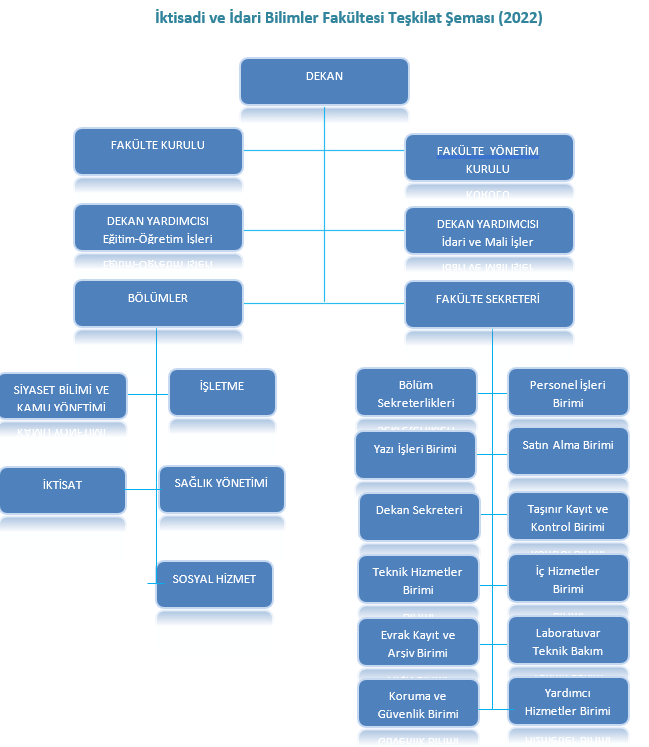 İktisadi ve İdari Bilimler Fakültesi Teşkilat Şeması (2022)
DEKAN
FAKÜLTE KURULU
FAKÜLTE YÖNETİM
KURULU
DEKAN YARDIMCISI
Eğitim-Öğretim İşleri
DEKAN YARDIMCISI
İdari ve Mali İşler
BÖLÜMLER
FAKÜLTE SEKRETERİ
SİYASET BİLİMİ VE
KAMU YÖNETİMİ
İŞLETME
İKTİSAT
SAĞLIK YÖNETİMİ
SOSYAL HİZMET
Bölüm
Sekreterlikleri
Personel İşleri
Birimi
Yazı İşleri Birimi
Satın Alma Birimi
Dekan Sekreteri
Taşınır Kayıt ve
Kontrol Birimi
Teknik Hizmetler
Birimi
İç Hizmetler
Birimi
Evrak Kayıt ve
Arşiv Birimi
Laboratuvar
Teknik Bakım
Koruma ve
Güvenlik Birimi
Yardımcı
Hizmetler Birimi